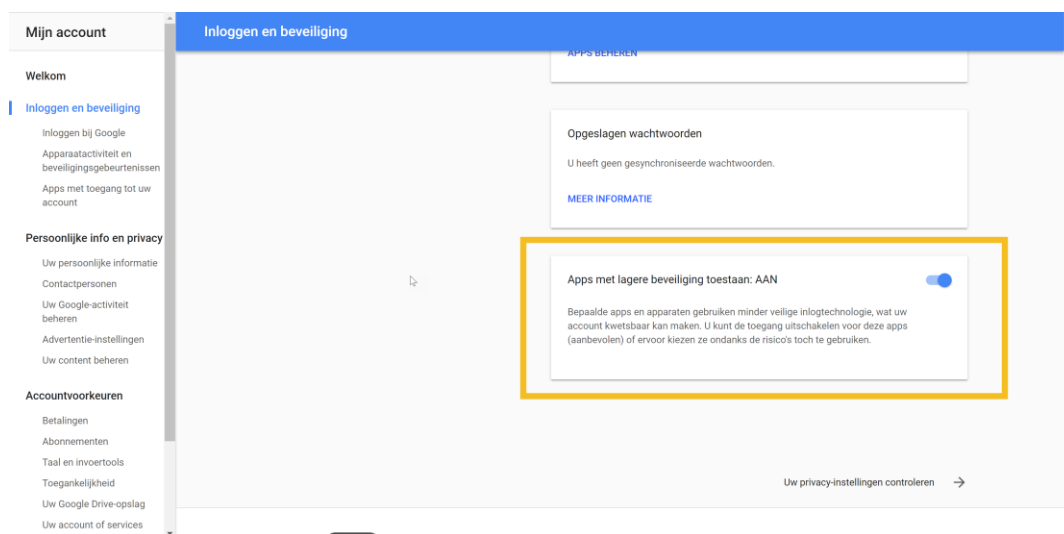 Mijn account
Inloggen en beveiliging
Welkom
Inloggen en beveiliging
Inloggen bij Google
Apparaatactiviteit en
beveiligingsgebeurtenissen
Apps met toegang tot uw
account
Persoonlijke info en privacy
Uw persoonlijke informatie
Contactpersonen
Uw Google-activiteit
beheren
Advertentie-instellingen
Uw content beheren
Accountvoorkeuren
Betalingen
Abonnementen
Taal en invoertools
Toegankelijkheid
Uw Google Drive-opslag
Uw account of services
APPS BEHEREN
Opgeslagen wachtwoorden
U heeft geen gesynchroniseerde wachtwoorden.
MEER INFORMATIE
Apps met lagere beveiliging toestaan: AAN
Bepaalde apps en apparaten gebruiken minder veilige inlogtechnologie, wat uw
account kwetsbaar kan maken. U kunt de toegang uitschakelen voor deze apps
(aanbevolen) of ervoor kiezen ze ondanks de risico's toch te gebruiken.
Uw privacy-instellingen controleren